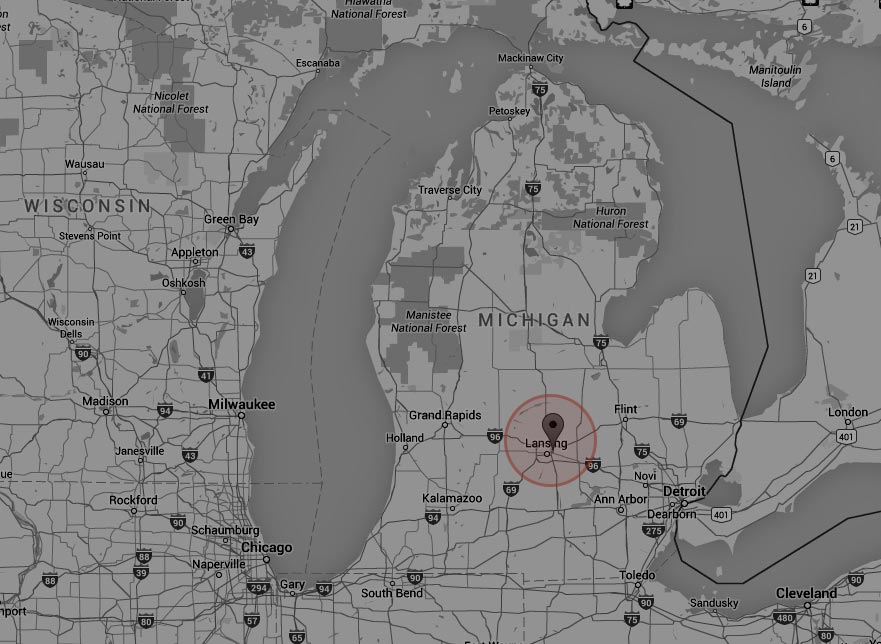 Hiawatha
National Forest
National Forest
6
Escanaba
Mackinaw City
Manitoulin
Island
75
Nicolet
National Forest
Petoskey
6
Wausau
Traverse City
75
WISCONSIN
Huron
National Forest
Green Bay
Stevens Point
21
Appleton
43
21
Oshkosh
Manistee
National Forest
MICHIGAN
Wisconsin
Dells
90
75
41
Madison
94
Milwaukee
Grand Rapids
Flint
69
London
Holland
96
Lansing
401
Janesville
43
75
96
Novi
69
Rockford
Kalamazoo
Ann Arbor
Detroit
90
94
Dearborn
401
Schaumburg
275
Chicago
88
Naperville
39
88
294
Gary
94
90
South Bend
Toledo
90
Cleveland
90
Sandusky
80
57
75
480
80
65